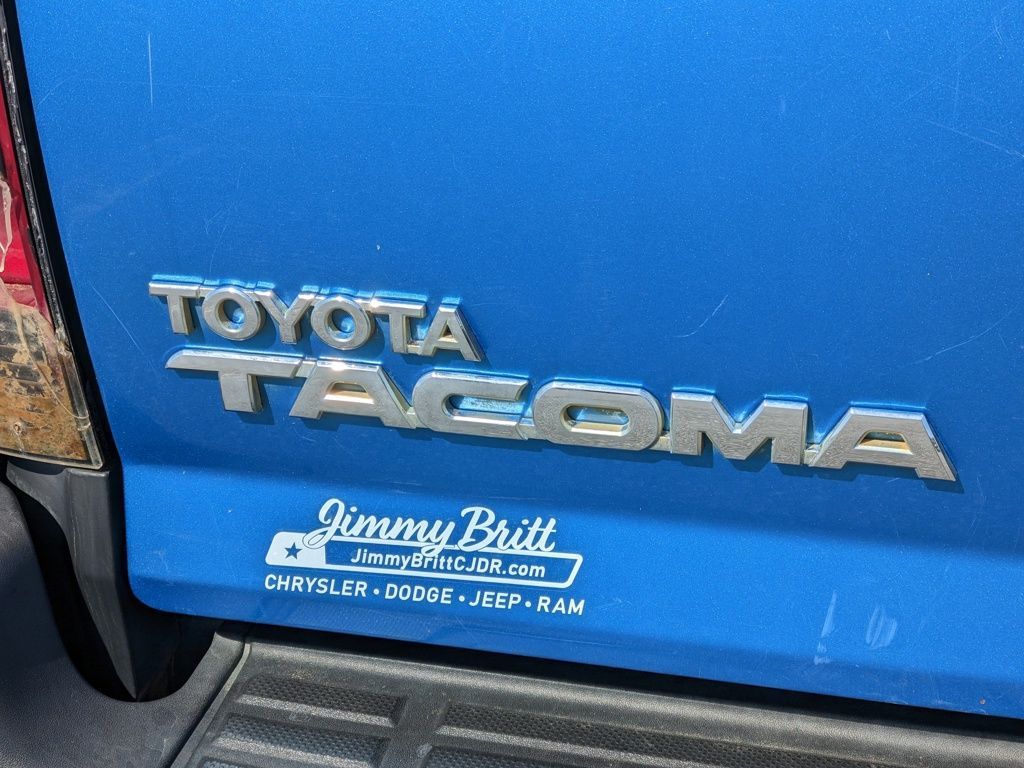 TOYOTA
TACOMA
Jimmy Britt
JimmyBrittCJDR.com
CHRYSLER • DODGE • JEEP • RAM